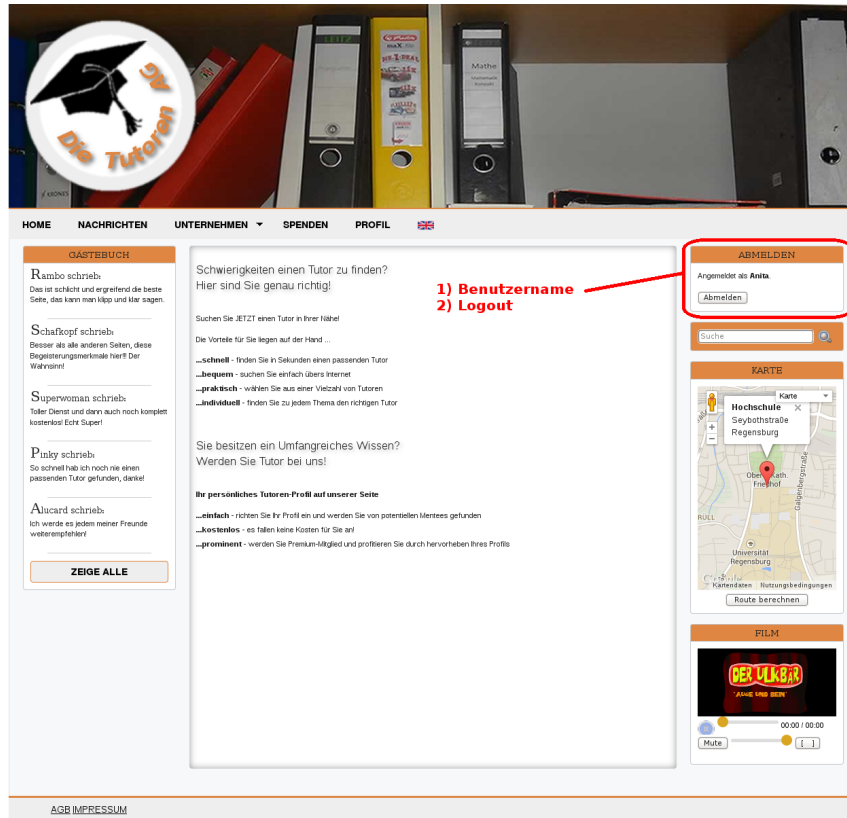 Die Tutoren AG
KRONES
LEITZ
Mathe
HOME NACHRICHTEN UNTERNEHMEN SPENDEN PROFIL
GÄSTEBUCH
Rambo schrieb:
Das ist schlicht und ergreifend die beste
Seite, das kann man klipp und klar sagen.
Schafkopf schrieb:
Besser als alle anderen Seiten, diese
Begeisterungsmerkmale hier!!! Der
Wahnsinn!
Superwoman schrieb:
Toller Dienst und dann auch noch komplett
kostenlos! Echt Super!
Pinky schrieb:
So schnell hab ich noch nie einen
passenden Tutor gefunden, danke!
Alucard schrieb:
Ich werde es jedem meiner Freunde
weiterempfehlen!
ZEIGE ALLE
Schwierigkeiten einen Tutor zu finden?
Hier sind Sie genau richtig!
Suchen Sie JETZT einen Tutor in Ihrer Nähe!
Die Vorteile für Sie liegen auf der Hand ...
...schnell - finden Sie in Sekunden einen passenden Tutor
...bequem - suchen Sie einfach übers Internet
...praktisch - wählen Sie aus einer Vielzahl von Tutoren
...individuell - finden Sie zu jedem Thema den richtigen Tutor
Sie besitzen ein Umfangreiches Wissen?
Werden Sie Tutor bei uns!
Ihr persönliches Tutoren-Profil auf unserer Seite
...einfach - richten Sie Ihr Profil ein und werden Sie von potentiellen Mentees gefunden
...kostenlos - es fallen keine Kosten für Sie an!
...prominent - werden Sie Premium-Mitglied und profitieren Sie durch hervorheben Ihres Profils
1) Benutzername
2) Logout
ABMELDEN
Angemeldet als Anita.
Abmelden
Suche
KARTE
Karte
Hochschule
Seybothstraße
Regensburg
Galgenbergstraße
Friedhof
Universität
Regensburg
Kartendaten Nutzungsbedingungen
Route berechnen
FILM
DER ULKBÄR
"AUGE UND BEIN"
00:00 / 00:00
Mute [ ]
AGB IMPRESSUM